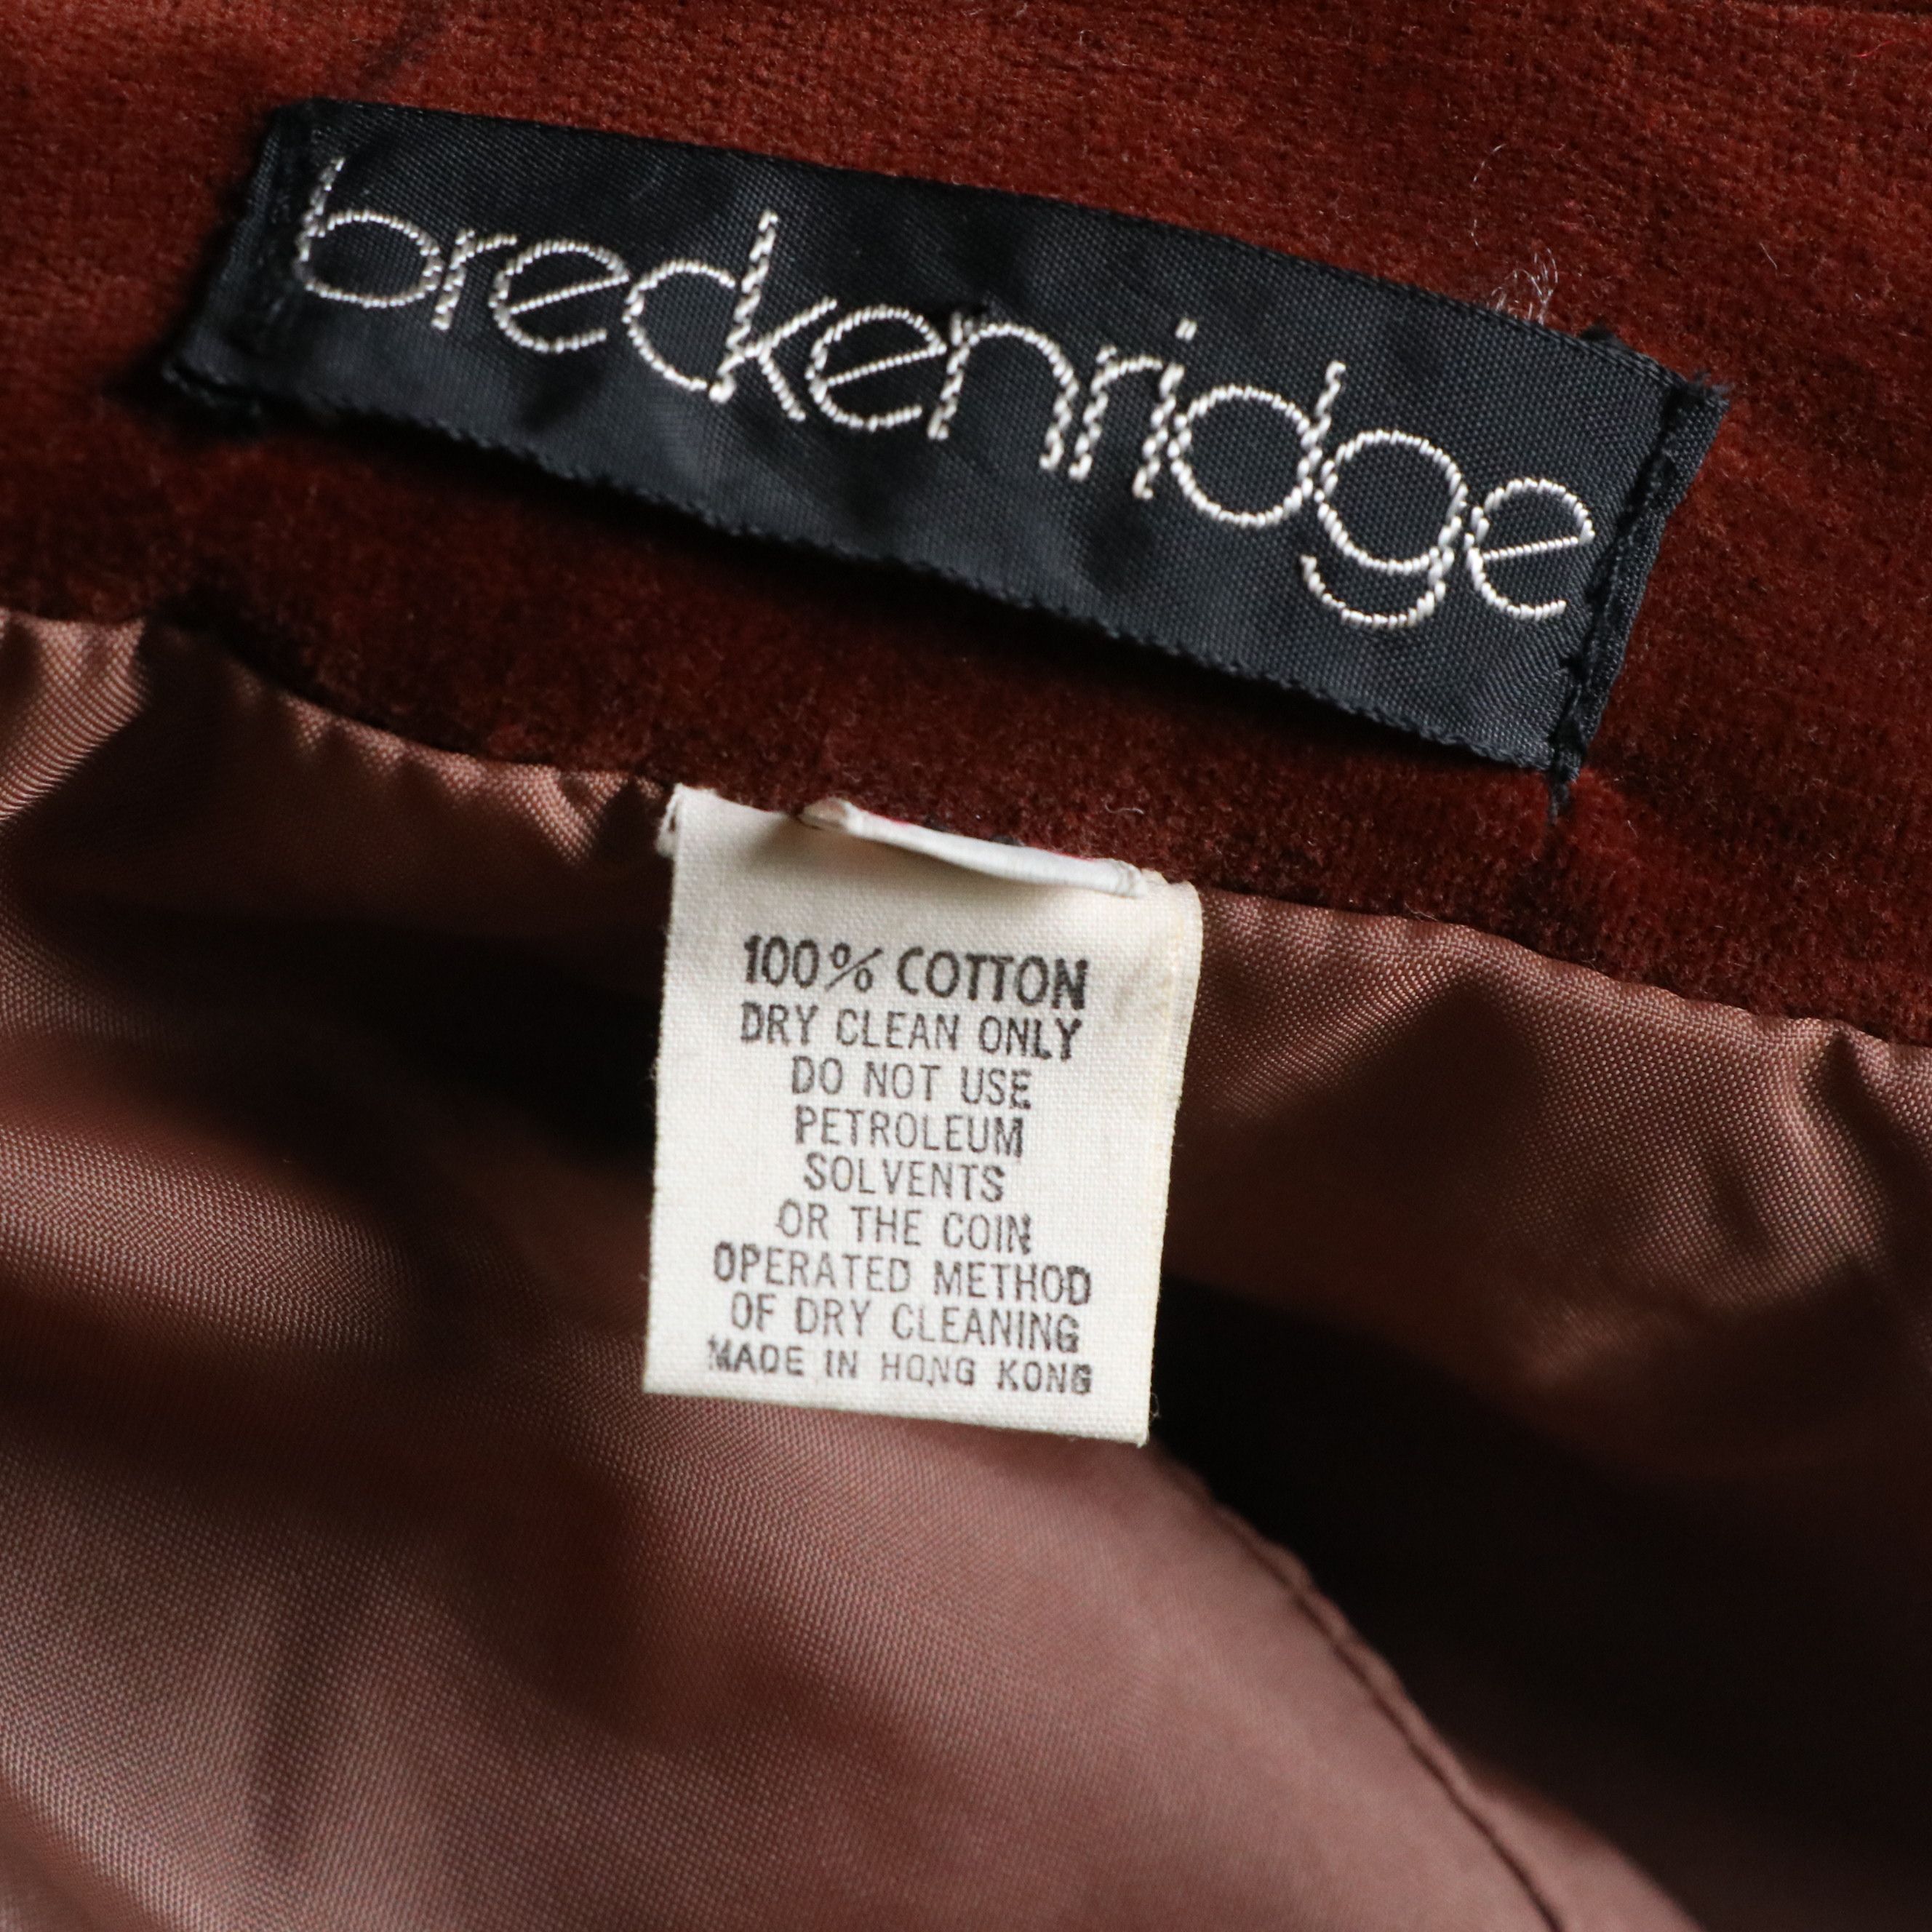 breckenridge
100% COTTON
DRY CLEAN ONLY
DO NOT USE
PETROLEUM
SOLVENTS
OR THE COIN
OPERATED METHOD
OF DRY CLEANING
MADE IN HONG KONG